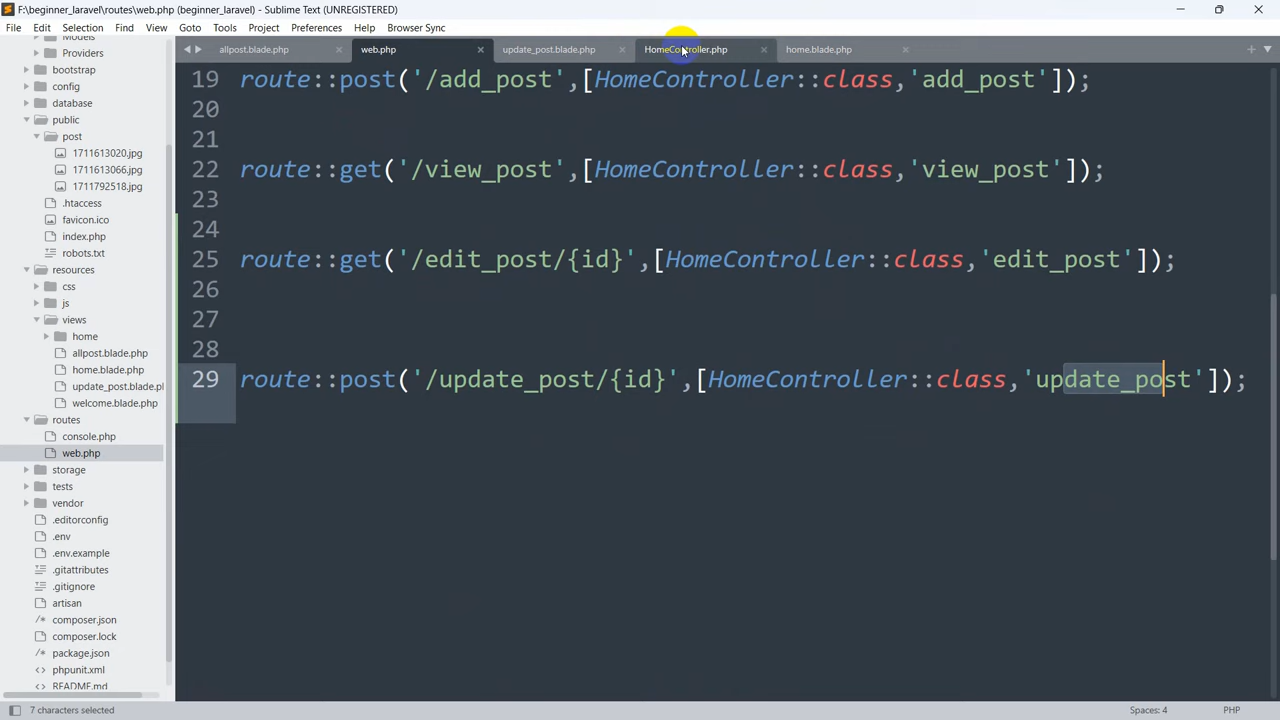 F:\beginner_laravel\routes\web.php (beginner_laravel) - Sublime Text (UNREGISTERED)
File Edit Selection Find View Goto Tools Project Preferences Help Browser Sync
allpost.blade.php web.php update_post.blade.php HomeController.php home.blade.php
Models
Providers
bootstrap
config
database
public
post
1711613020.jpg
1711613066.jpg
1711792518.jpg
.htaccess
favicon.ico
index.php
robots.txt
resources
css
js
views
home
allpost.blade.php
home.blade.php
update_post.blade.pl
welcome.blade.php
routes
console.php
web.php
storage
tests
vendor
.editorconfig
.env
.env.example
.gitattributes
.gitignore
artisan
composer.json
composer.lock
package.json
phpunit.xml
README.md
19 route::post('/add_post',[HomeController::class,'add_post']);
20
21
22 route::get('/view_post',[HomeController::class,'view_post']);
23
24
25 route::get('/edit_post/{id}',[HomeController::class,'edit_post']);
26
27
28
29 route::post('/update_post/{id}',[HomeController::class,'update_post']);
7 characters selected
Spaces: 4
PHP